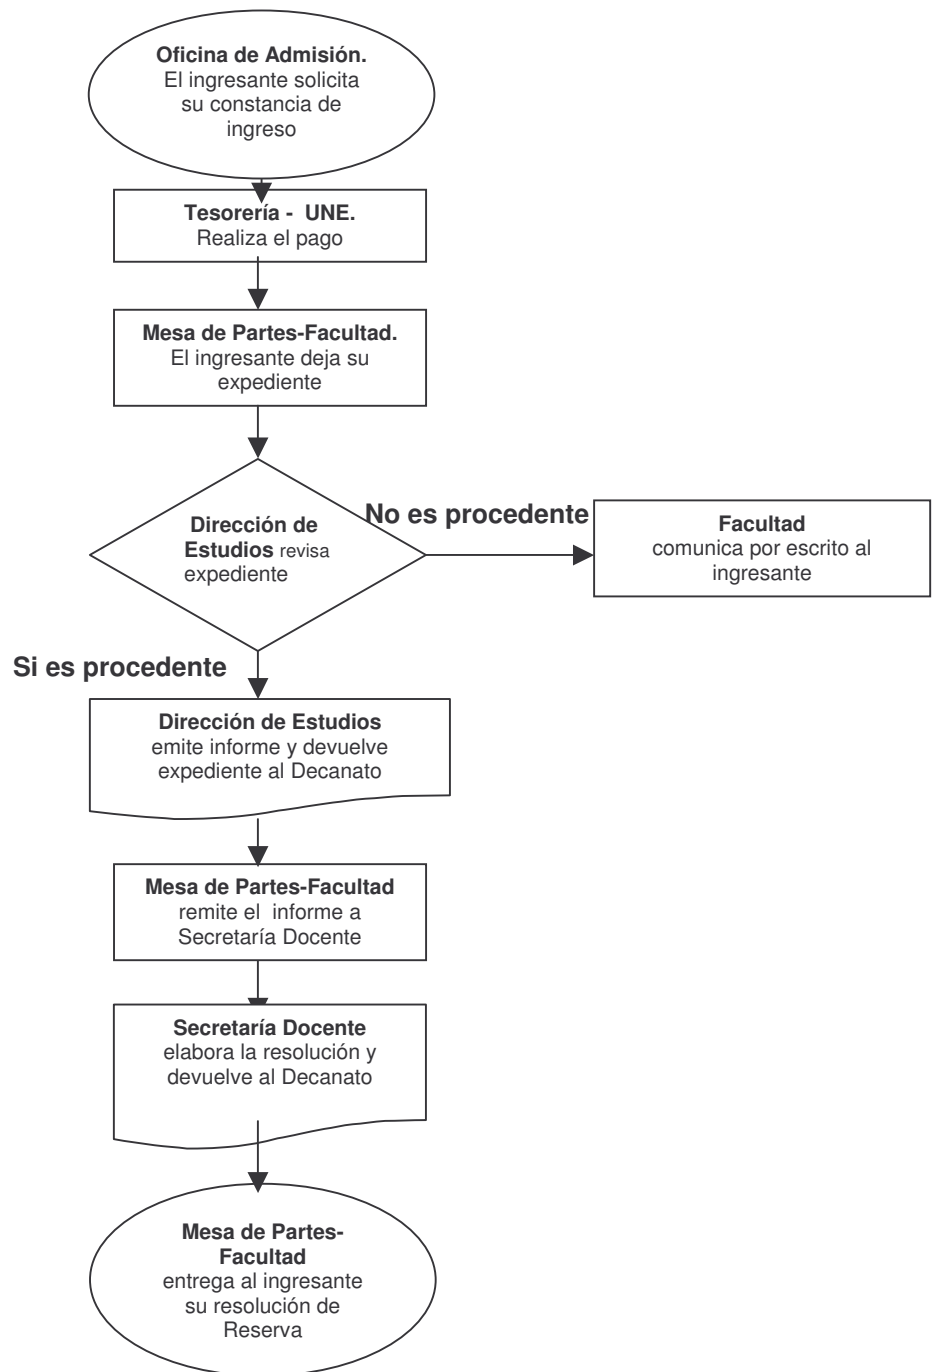 Oficina de Admisión.
El ingresante solicita
su constancia de
ingreso
Tesorería - UNE.
Realiza el pago
Mesa de Partes-Facultad.
El ingresante deja su
expediente
Dirección de
Estudios revisa
expediente
No es procedente
Facultad
comunica por escrito al
ingresante
Si es procedente
Dirección de Estudios
emite informe y devuelve
expediente al Decanato
Mesa de Partes-Facultad
remite el informe a
Secretaría Docente
Secretaría Docente
elabora la resolución y
devuelve al Decanato
Mesa de Partes-
Facultad
entrega al ingresante
su resolución de
Reserva